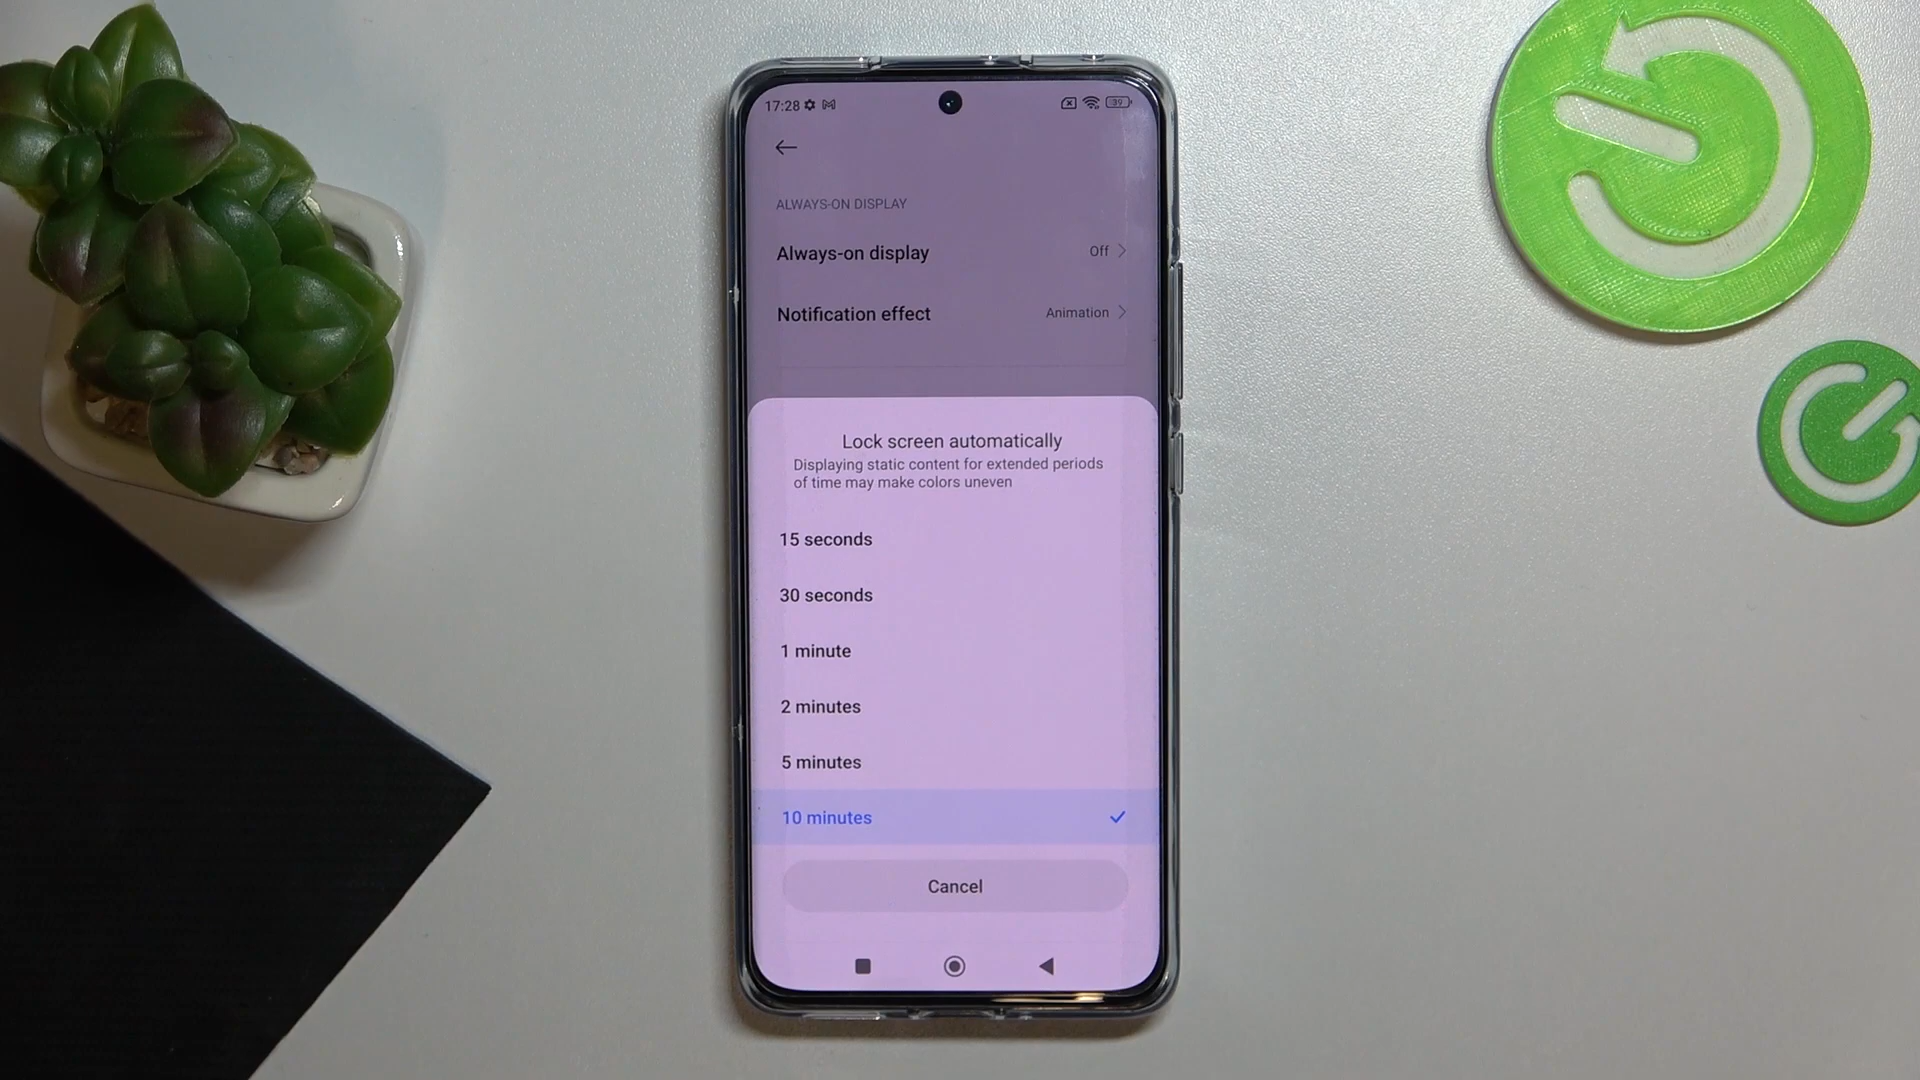 17:28 39
ALWAYS-ON DISPLAY
Always-on display Off
Notification effect Animation
Lock screen automatically
Displaying static content for extended periods
of time may make colors uneven
15 seconds
30 seconds
1 minute
2 minutes
5 minutes
10 minutes
Cancel